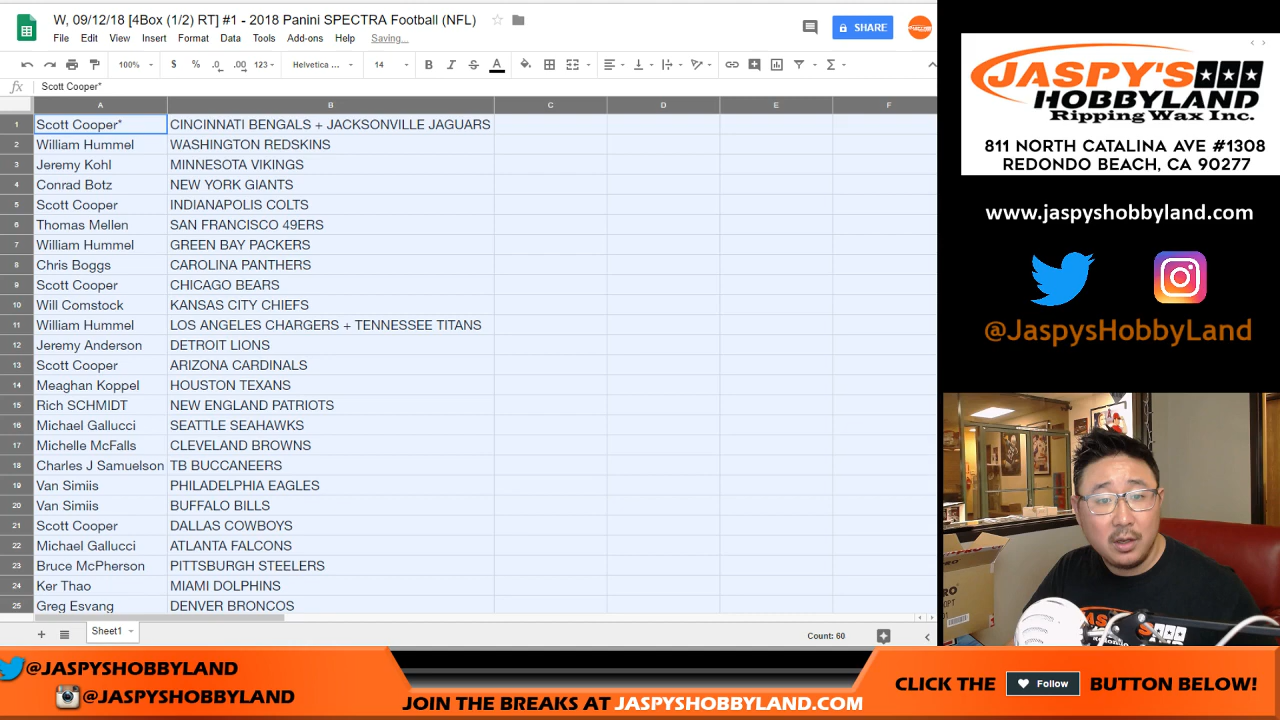 W, 09/12/18 [4Box (1/2) RT] #1 - 2018 Panini SPECTRA Football (NFL)
File Edit View Insert Format Data Tools Add-ons Help Saving...
SHARE
100% $ % .0 .00 123 Helvetica ... 14 B I S A
fx Scott Cooper*
A B C D E F
1 Scott Cooper* CINCINNATI BENGALS + JACKSONVILLE JAGUARS
2 William Hummel WASHINGTON REDSKINS
3 Jeremy Kohl MINNESOTA VIKINGS
4 Conrad Botz NEW YORK GIANTS
5 Scott Cooper INDIANAPOLIS COLTS
6 Thomas Mellen SAN FRANCISCO 49ERS
7 William Hummel GREEN BAY PACKERS
8 Chris Boggs CAROLINA PANTHERS
9 Scott Cooper CHICAGO BEARS
10 Will Comstock KANSAS CITY CHIEFS
11 William Hummel LOS ANGELES CHARGERS + TENNESSEE TITANS
12 Jeremy Anderson DETROIT LIONS
13 Scott Cooper ARIZONA CARDINALS
14 Meaghan Koppel HOUSTON TEXANS
15 Rich SCHMIDT NEW ENGLAND PATRIOTS
16 Michael Gallucci SEATTLE SEAHAWKS
17 Michelle McFalls CLEVELAND BROWNS
18 Charles J Samuelson TB BUCCANEERS
19 Van Simiis PHILADELPHIA EAGLES
20 Van Simiis BUFFALO BILLS
21 Scott Cooper DALLAS COWBOYS
22 Michael Gallucci ATLANTA FALCONS
23 Bruce McPherson PITTSBURGH STEELERS
24 Ker Thao MIAMI DOLPHINS
25 Greg Esvang DENVER BRONCOS
Sheet1
Count: 60
JASPY'S
HOBBYLAND
Ripping Wax Inc.
811 NORTH CATALINA AVE #1308
REDONDO BEACH, CA 90277
www.jaspyshobbyland.com
@JaspysHobbyLand
@JASPYSHOBBYLAND
@JASPYSHOBBYLAND
JOIN THE BREAKS AT JASPYSHOBBYLAND.COM
CLICK THE Follow BUTTON BELOW!